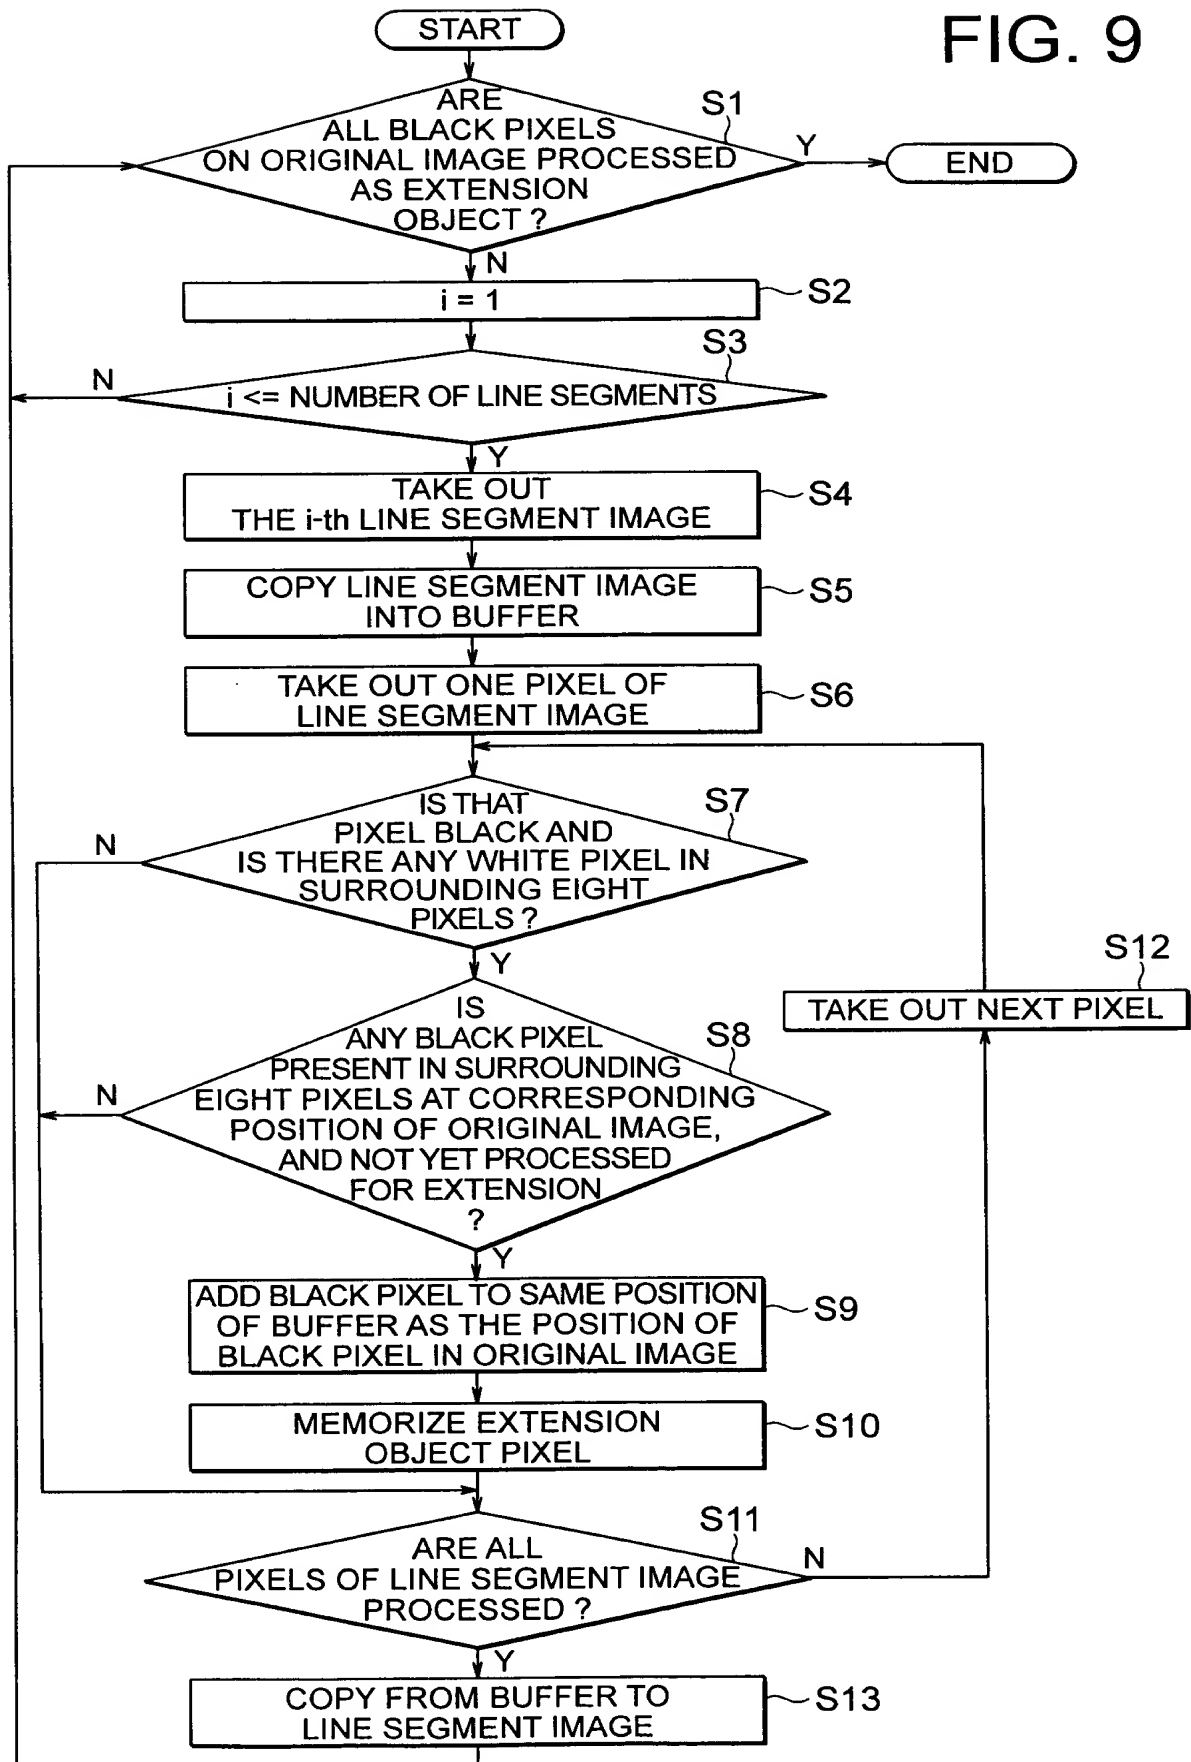 FIG. 9
START
ARE
ALL BLACK PIXELS
ON ORIGINAL IMAGE PROCESSED
AS EXTENSION
OBJECT ?
S1
Y
END
N
i = 1
S2
i <= NUMBER OF LINE SEGMENTS
S3
N
Y
TAKE OUT
THE i-th LINE SEGMENT IMAGE
S4
COPY LINE SEGMENT IMAGE
INTO BUFFER
S5
TAKE OUT ONE PIXEL OF
LINE SEGMENT IMAGE
S6
IS THAT
PIXEL BLACK AND
IS THERE ANY WHITE PIXEL IN
SURROUNDING EIGHT
PIXELS ?
S7
N
Y
IS
ANY BLACK PIXEL
PRESENT IN SURROUNDING
EIGHT PIXELS AT CORRESPONDING
POSITION OF ORIGINAL IMAGE,
AND NOT YET PROCESSED
FOR EXTENSION
?
S8
N
Y
S12
TAKE OUT NEXT PIXEL
ADD BLACK PIXEL TO SAME POSITION
OF BUFFER AS THE POSITION OF
BLACK PIXEL IN ORIGINAL IMAGE
S9
MEMORIZE EXTENSION
OBJECT PIXEL
S10
ARE ALL
PIXELS OF LINE SEGMENT IMAGE
PROCESSED ?
S11
N
Y
COPY FROM BUFFER TO
LINE SEGMENT IMAGE
S13